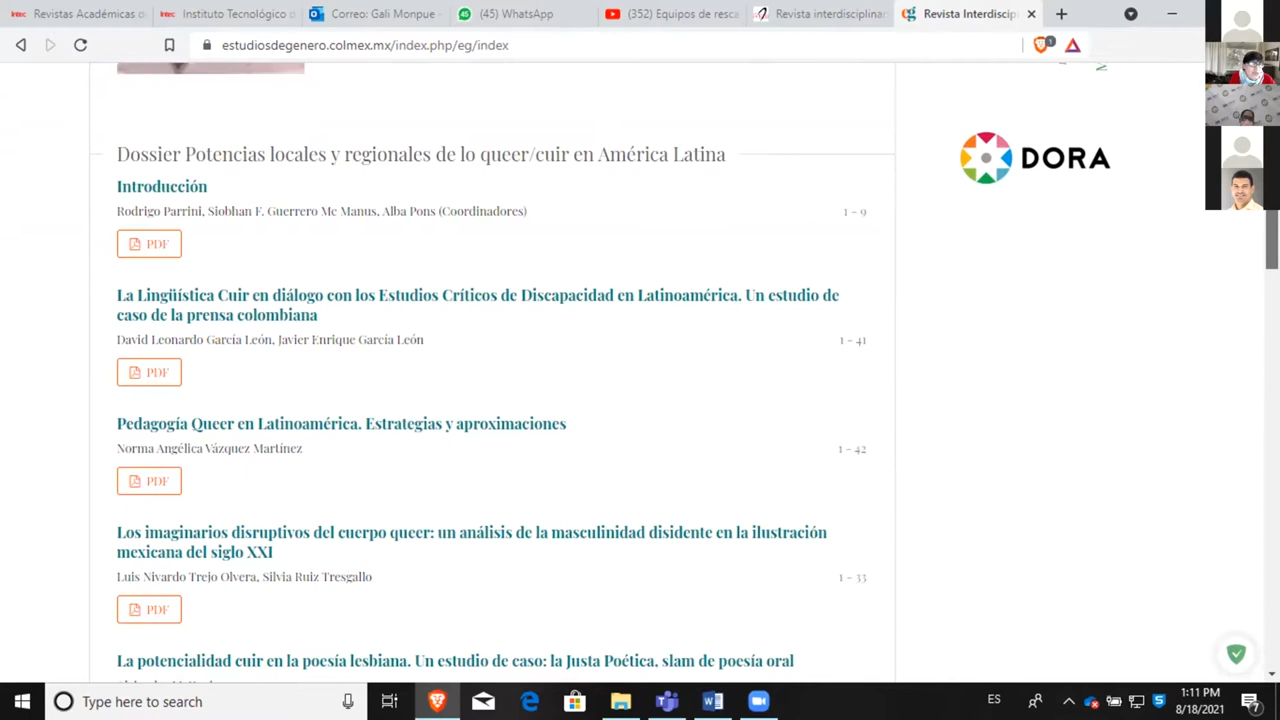 Revistas Académicas d
Instituto Tecnológico d
Correo: Gali Monpue -
(45) WhatsApp
(352) Equipos de resca
Revista interdisciplinar
Revista Interdiscipl
estudiosdegenero.colmex.mx/index.php/eg/index
DORA
Dossier Potencias locales y regionales de lo queer/cuir en América Latina
Introducción
Rodrigo Parrini, Siobhan F. Guerrero Mc Manus, Alba Pons (Coordinadores)
1 - 9
PDF
La Lingüística Cuir en diálogo con los Estudios Críticos de Discapacidad en Latinoamérica. Un estudio de
caso de la prensa colombiana
David Leonardo García León, Javier Enrique García León
1 - 41
PDF
Pedagogía Queer en Latinoamérica. Estrategias y aproximaciones
Norma Angélica Vázquez Martínez
1 - 42
PDF
Los imaginarios disruptivos del cuerpo queer: un análisis de la masculinidad disidente en la ilustración
mexicana del siglo XXI
Luis Nivardo Trejo Olvera, Silvia Ruiz Tresgallo
1 - 33
PDF
La potencialidad cuir en la poesía lesbiana. Un estudio de caso: la Justa Poética, slam de poesía oral
Type here to search
ES
1:11 PM
8/18/2021